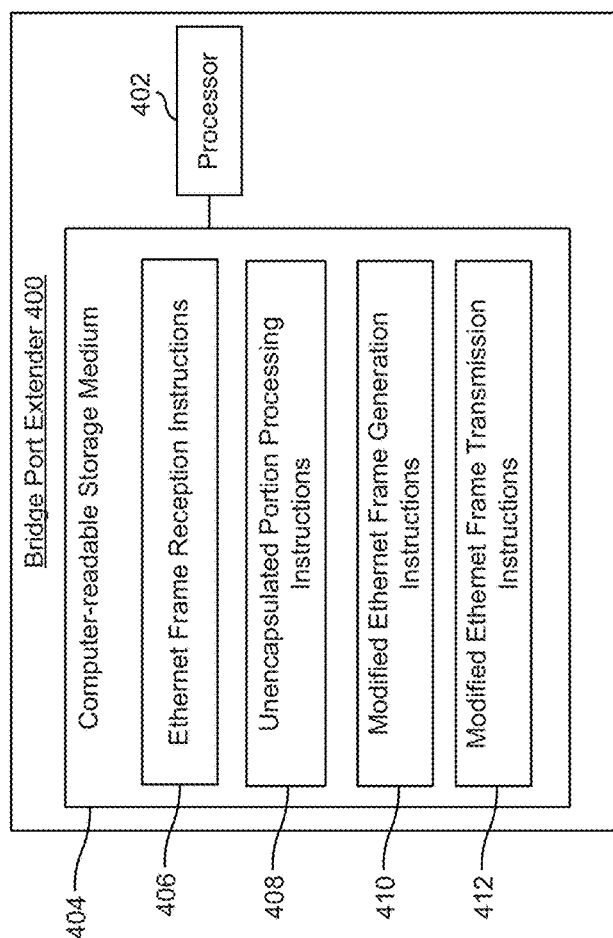 Bridge Port Extender 400
402
Processor
404
Computer-readable Storage Medium
406
Ethernet Frame Reception Instructions
408
Unencapsulated Portion Processing
Instructions
410
Modified Ethernet Frame Generation
Instructions
412
Modified Ethernet Frame Transmission
Instructions